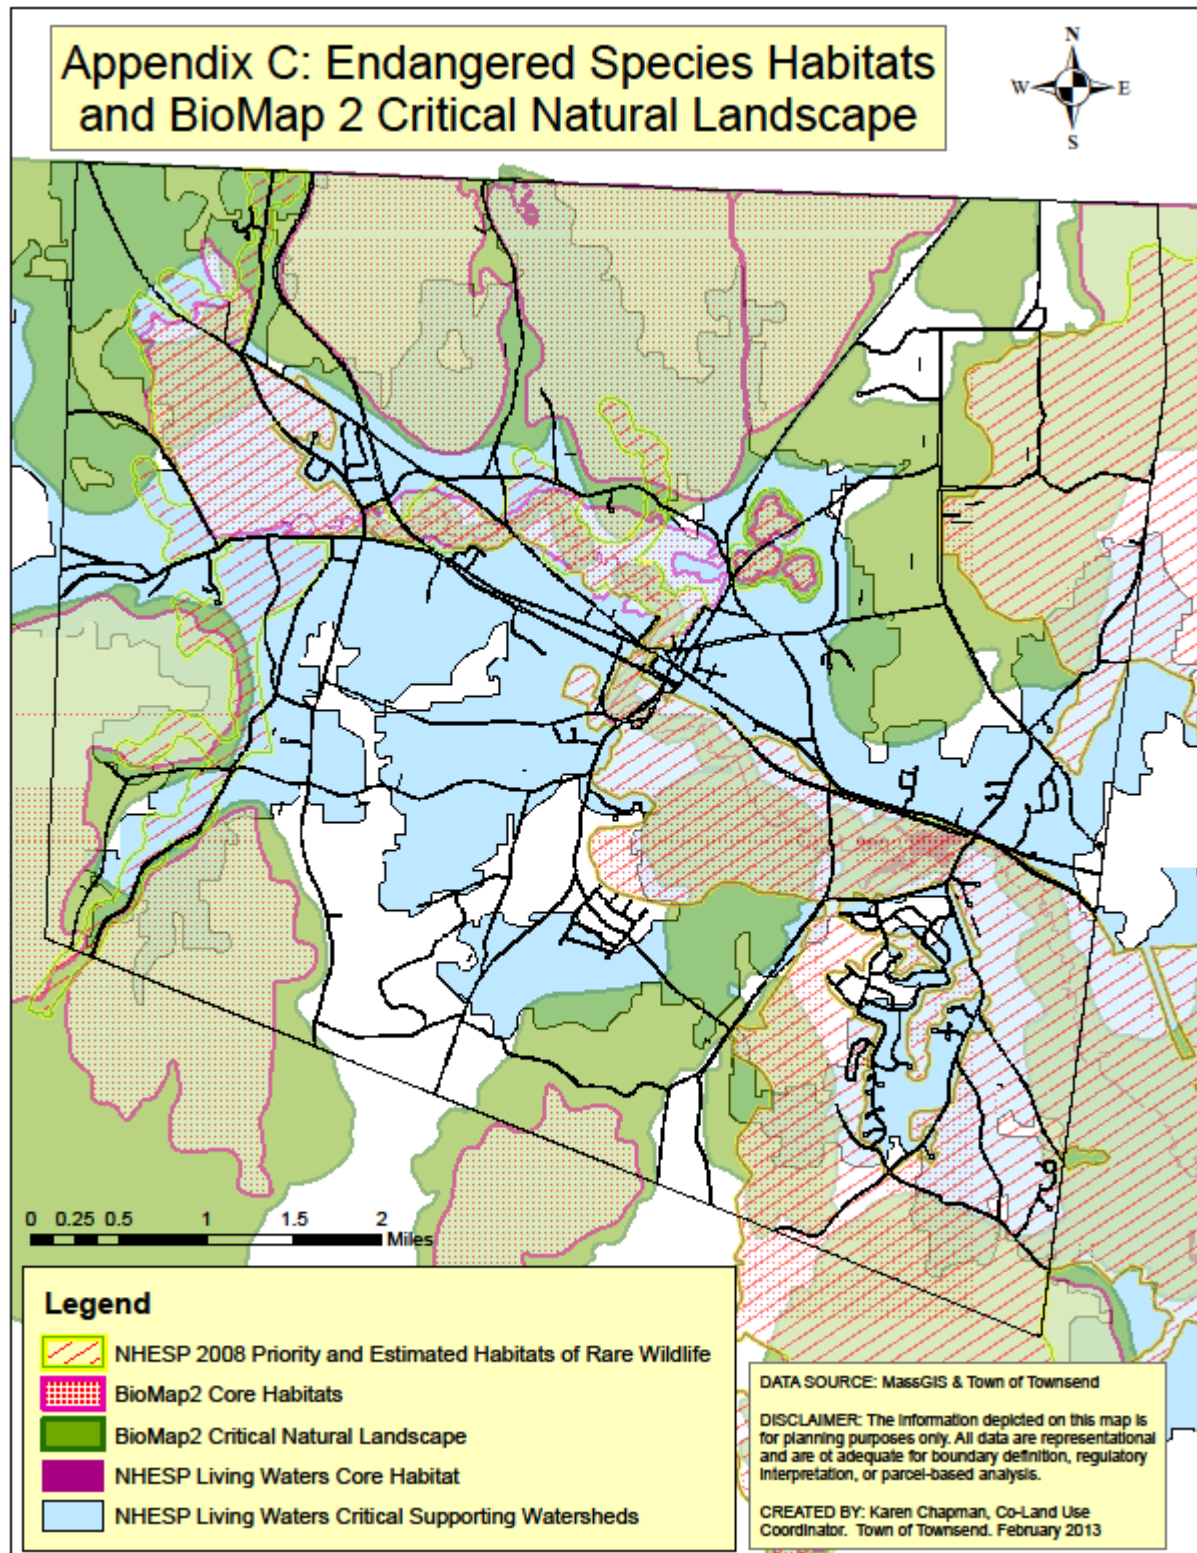 Appendix C: Endangered Species Habitats
and BioMap 2 Critical Natural Landscape
N
W
E
S
0 0.25 0.5 1 1.5 2
Miles
Legend
NHESP 2008 Priority and Estimated Habitats of Rare Wildlife
BioMap2 Core Habitats
BioMap2 Critical Natural Landscape
NHESP Living Waters Core Habitat
NHESP Living Waters Critical Supporting Watersheds
DATA SOURCE: MassGIS & Town of Townsend
DISCLAIMER: The information depicted on this map is
for planning purposes only. All data are representational
and are ot adequate for boundary definition, regulatory
interpretation, or parcel-based analysis.
CREATED BY: Karen Chapman, Co-Land Use
Coordinator. Town of Townsend. February 2013